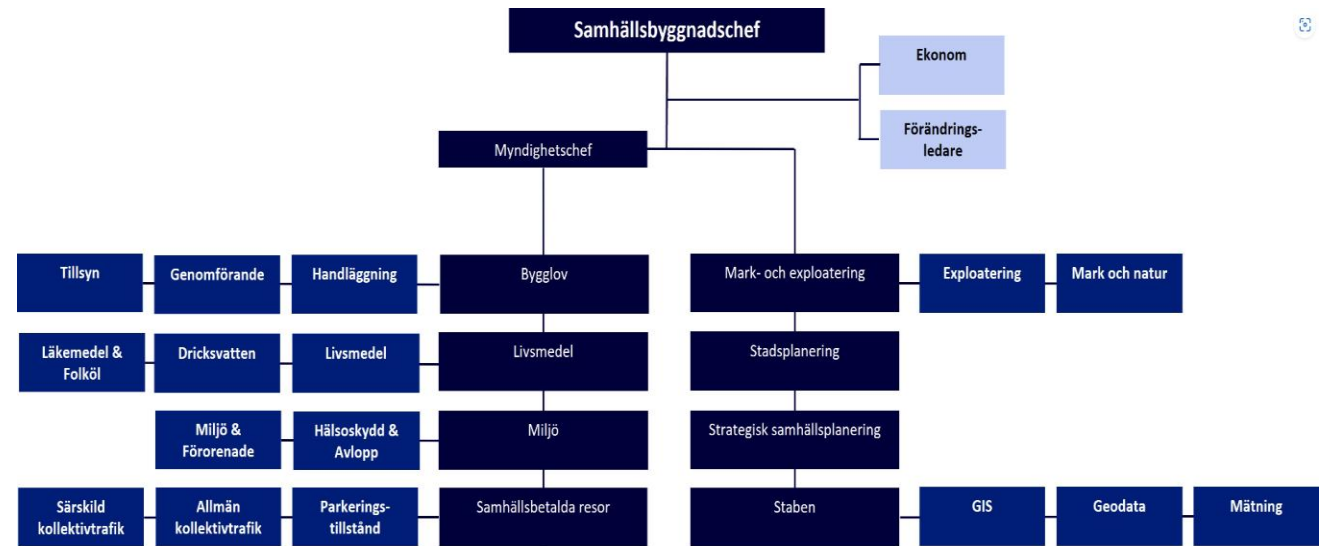 Samhällsbyggnadschef
Ekonom
Förändrings-
ledare
Myndighetschef
Tillsyn
Genomförande
Handläggning
Bygglov
Mark- och exploatering
Exploatering
Mark och natur
Läkemedel &
Folköl
Dricksvatten
Livsmedel
Livsmedel
Stadsplanering
Miljö &
Förorenade
Hälsoskydd &
Avlopp
Miljö
Strategisk samhällsplanering
Särskild
kollektivtrafik
Allmän
kollektivtrafik
Parkerings-
tillstånd
Samhällsbetalda resor
Staben
GIS
Geodata
Mätning